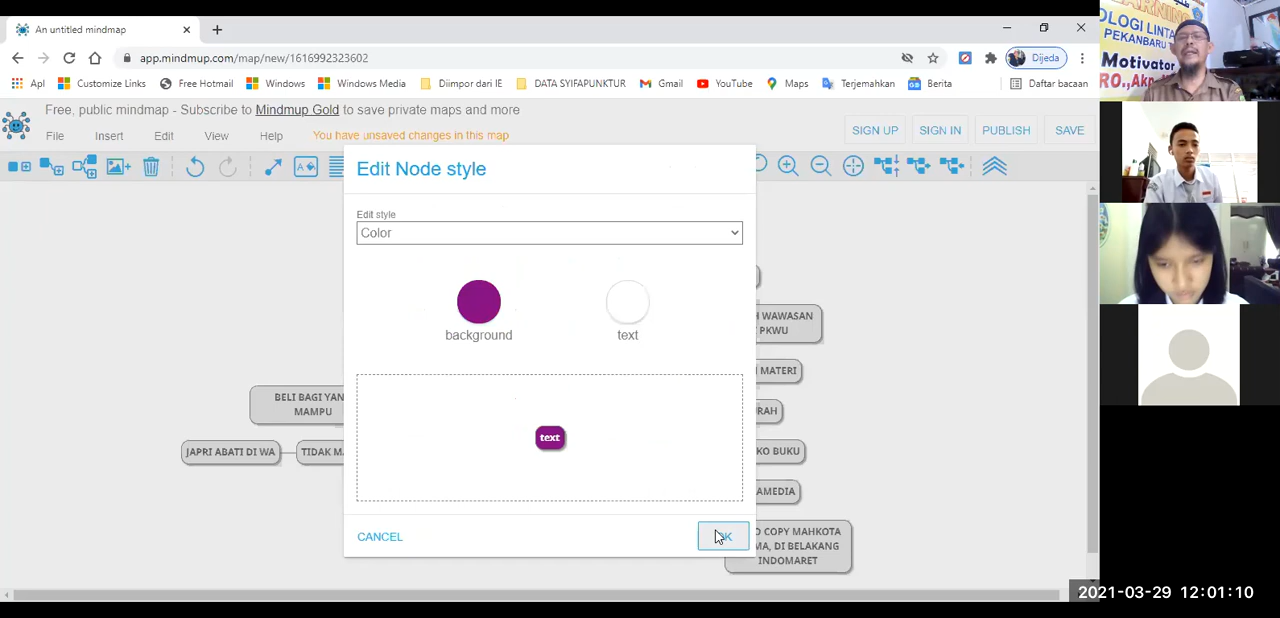 An untitled mindmap
app.mindmup.com/map/new/1616992323602
Dijeda
Apl
Customize Links
Free Hotmail
Windows
Windows Media
Diimpor dari IE
DATA SYIFAPUNKTUR
Gmail
YouTube
Maps
Terjemahkan
Berita
Daftar bacaan
Free, public mindmap - Subscribe to Mindmup Gold to save private maps and more
File
Insert
Edit
View
Help
You have unsaved changes in this map
SIGN UP
SIGN IN
PUBLISH
SAVE
Edit Node style
Edit style
Color
background
text
text
CANCEL
OK
BELI BAGI YAN
MAMPU
JAPRI ABATI DI WA
TIDAK M
H WAWASAN
PKWU
MATERI
RAH
KO BUKU
AMEDIA
O COPY MAHKOTA
MA, DI BELAKANG
INDOMARET
OLOGI LINTA
PEKANBARU
Motivator
2021-03-29 12:01:10